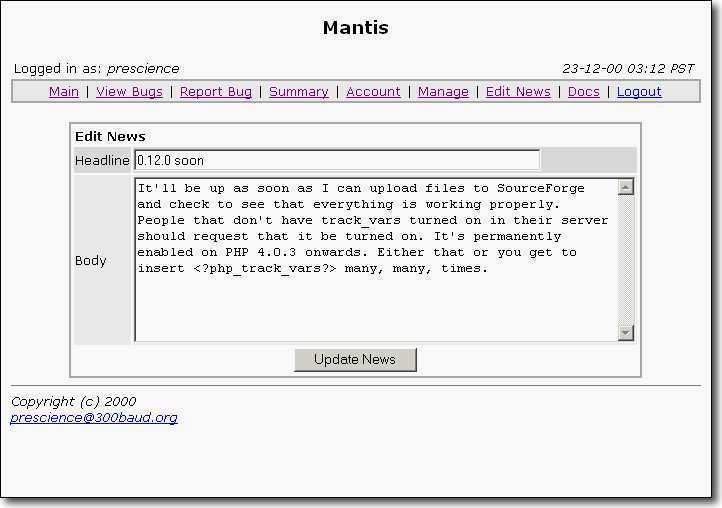 Mantis
Logged in as: prescience 23-12-00 03:12 PST
Main | View Bugs | Report Bug | Summary | Account | Manage | Edit News | Docs | Logout
Edit News
Headline 0.12.0 soon
It'll be up as soon as I can upload files to SourceForge
and check to see that everything is working properly.
People that don't have track_vars turned on in their server
should request that it be turned on. It's permanently
enabled on PHP 4.0.3 onwards. Either that or you get to
Body
insert <?php_track_vars?> many, many, times.
Update News
Copyright (c) 2000
prescience@300baud.org